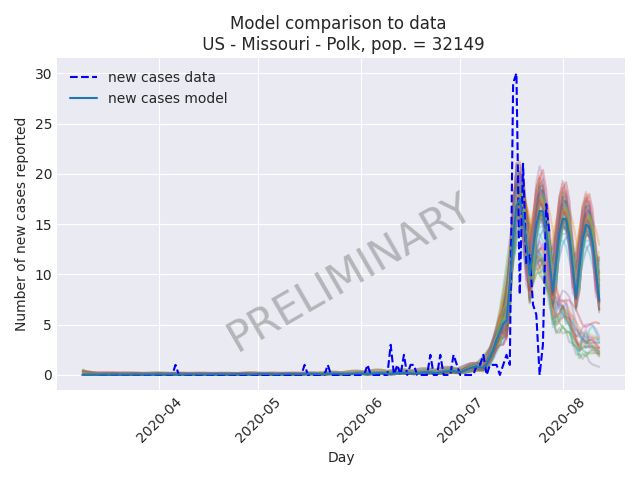 Model comparison to data
US - Missouri - Polk, pop. = 32149
new cases data
new cases model
Number of new cases reported
30
25
20
15
10
5
0
PRELIMINARY
2020-04
2020-05
2020-06
2020-07
2020-08
Day